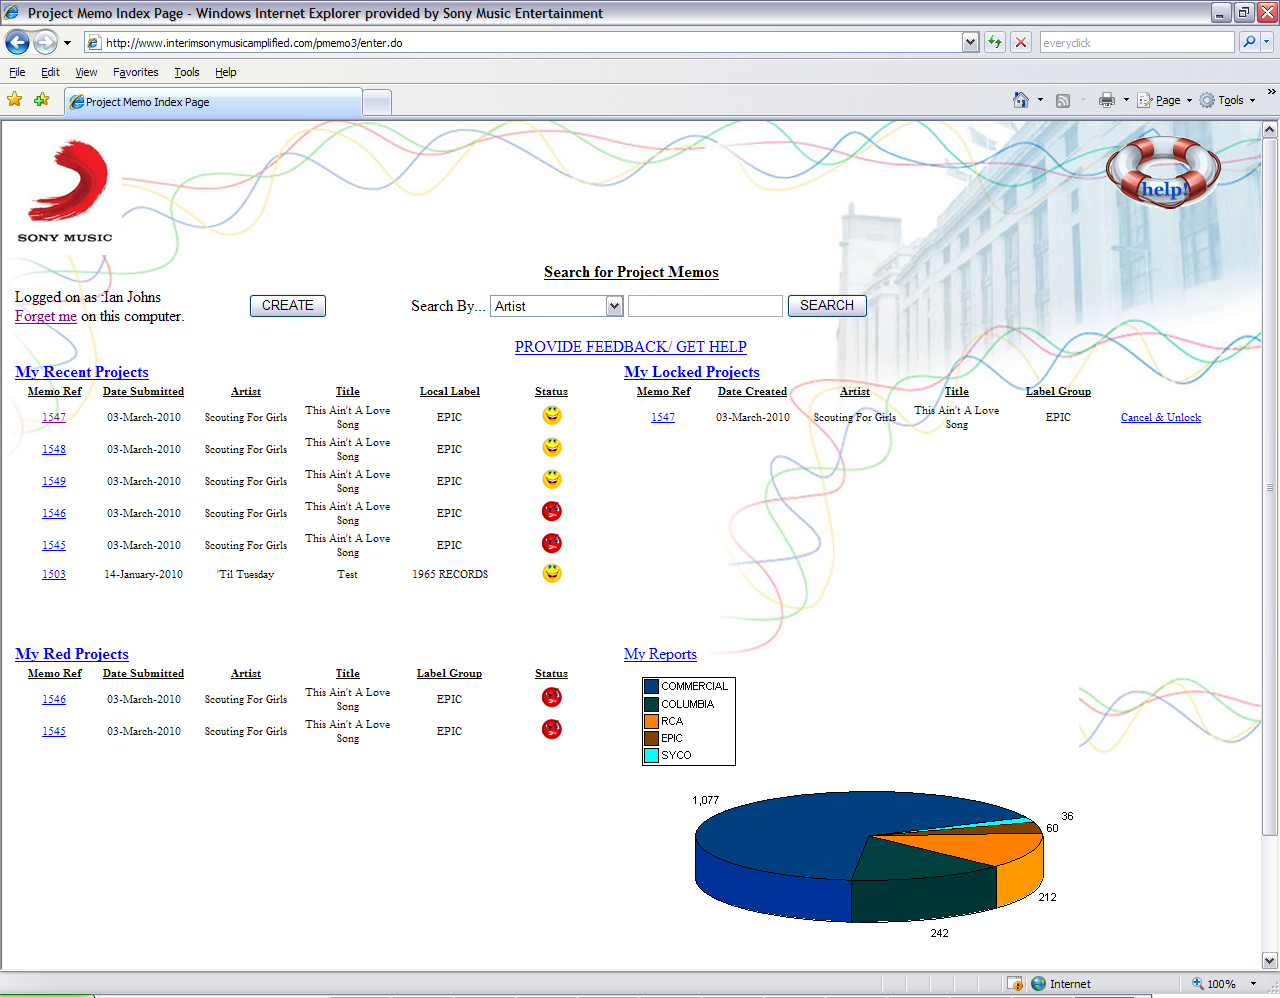 Project Memo Index Page - Windows Internet Explorer provided by Sony Music Entertainment
http://www.interimsonymusicamplified.com/pmemo3/enter.do
everyclick
File Edit View Favorites Tools Help
Project Memo Index Page
Page Tools
SONY MUSIC
help!
Search for Project Memos
Logged on as :Ian Johns
Forget me on this computer.
CREATE
Search By... Artist SEARCH
PROVIDE FEEDBACK/ GET HELP
My Recent Projects
Memo Ref Date Submitted Artist Title Local Label Status
1547 03-March-2010 Scouting For Girls This Ain't A Love Song EPIC
1548 03-March-2010 Scouting For Girls This Ain't A Love Song EPIC
1549 03-March-2010 Scouting For Girls This Ain't A Love Song EPIC
1546 03-March-2010 Scouting For Girls This Ain't A Love Song EPIC
1545 03-March-2010 Scouting For Girls This Ain't A Love Song EPIC
1503 14-January-2010 'Til Tuesday Test 1965 RECORDS
My Locked Projects
Memo Ref Date Created Artist Title Label Group
1547 03-March-2010 Scouting For Girls This Ain't A Love Song EPIC Cancel & Unlock
My Red Projects
Memo Ref Date Submitted Artist Title Label Group Status
1546 03-March-2010 Scouting For Girls This Ain't A Love Song EPIC
1545 03-March-2010 Scouting For Girls This Ain't A Love Song EPIC
My Reports
COMMERCIAL
COLUMBIA
RCA
EPIC
SYCO
1,077
36
60
212
242
Internet
100%